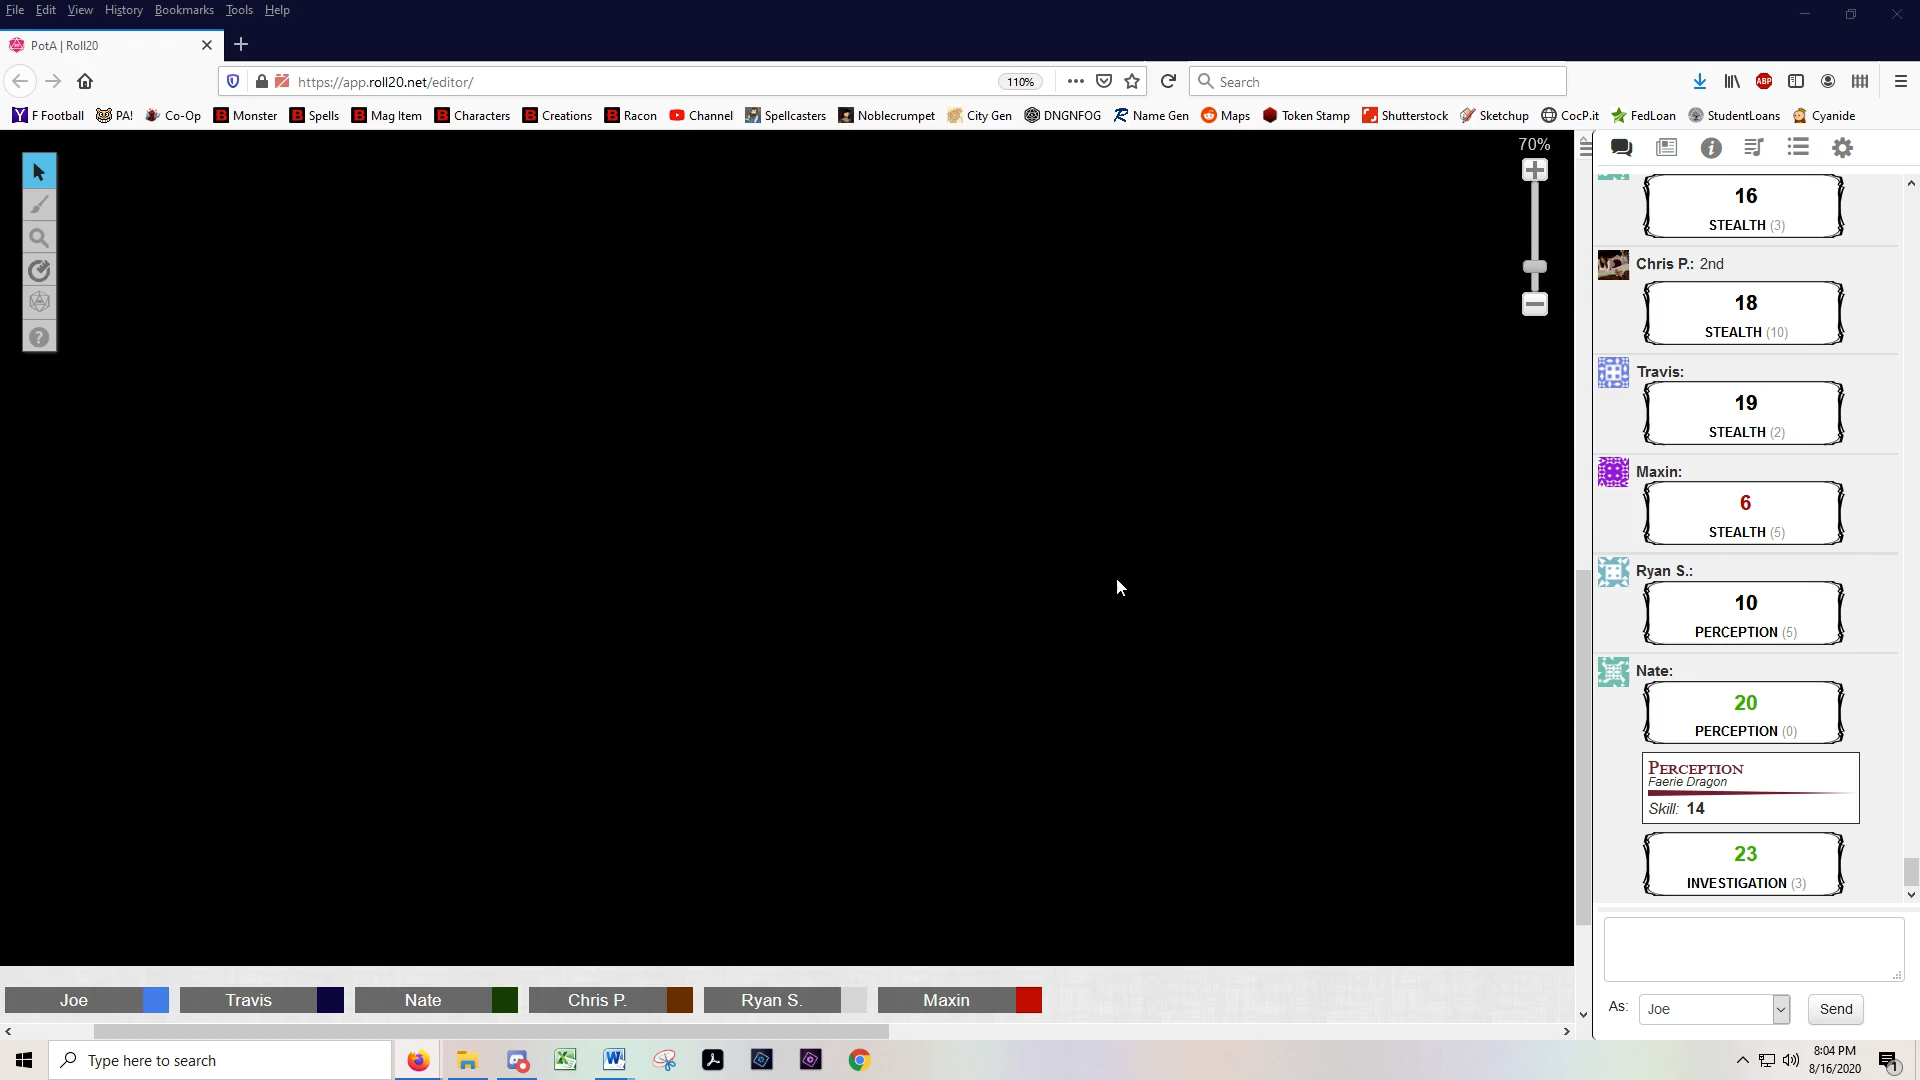 File Edit View History Bookmarks Tools Help
PotA | Roll20
https://app.roll20.net/editor/
110%
Search
F Football PA! Co-Op Monster Spells Mag Item Characters Creations Racon Channel Spellcasters Noblecrumpet City Gen DNGNFOG Name Gen Maps Token Stamp Shutterstock Sketchup CocP.it FedLoan StudentLoans Cyanide
70%
16
STEALTH (3)
Chris P.: 2nd
18
STEALTH (10)
Travis:
19
STEALTH (2)
Maxin:
6
STEALTH (5)
Ryan S.:
10
PERCEPTION (5)
Nate:
20
PERCEPTION (0)
PERCEPTION
Faerie Dragon
Skill: 14
23
INVESTIGATION (3)
As: Joe Send
Joe Travis Nate Chris P. Ryan S. Maxin
Type here to search
8:04 PM
8/16/2020
1